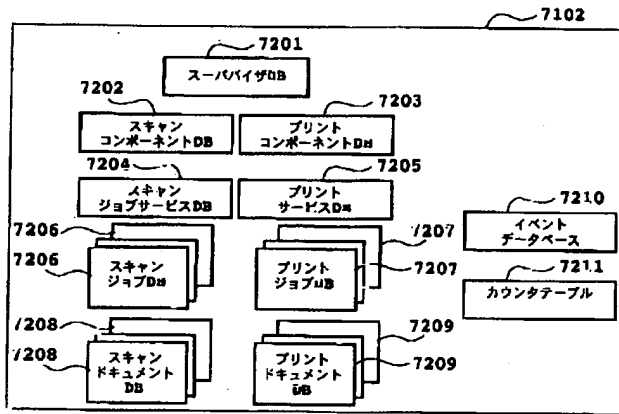 7102
7201
スーパバイザDB
7202
スキャン
コンポーネントDB
7203
プリント
コンポーネントDB
7204
スキャン
ジョブサービスDB
7205
プリント
サービスDB
7206
7206
スキャン
ジョブDB
7207
7207
プリント
ジョブDB
7208
7208
スキャン
ドキュメント
DB
7209
7209
プリント
ドキュメント
DB
7210
イベント
データベース
7211
カウンタテーブル